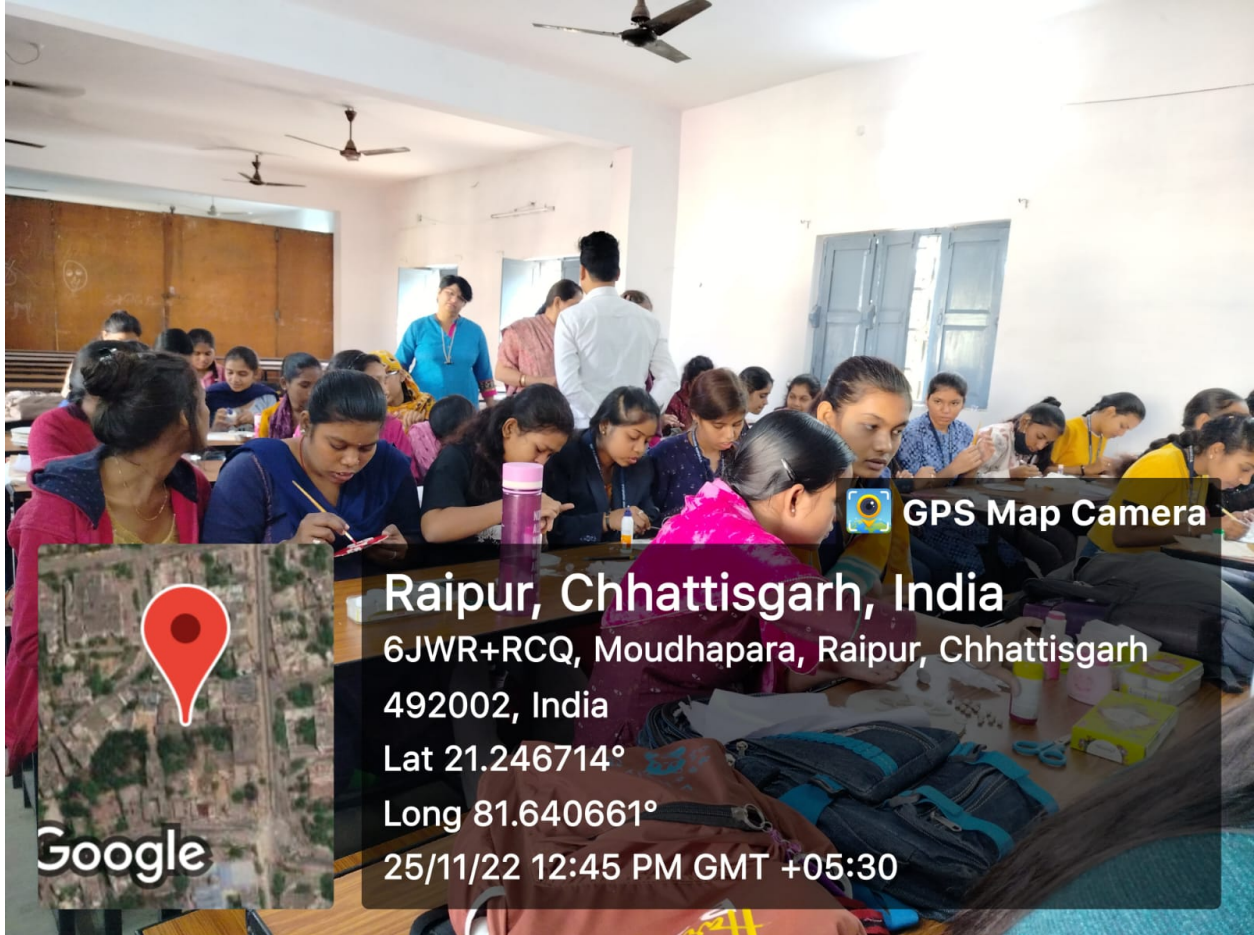 GPS Map Camera
Raipur, Chhattisgarh, India
6JWR+RCQ, Moudhapara, Raipur, Chhattisgarh
492002, India
Lat 21.246714°
Long 81.640661°
25/11/22 12:45 PM GMT +05:30
Google